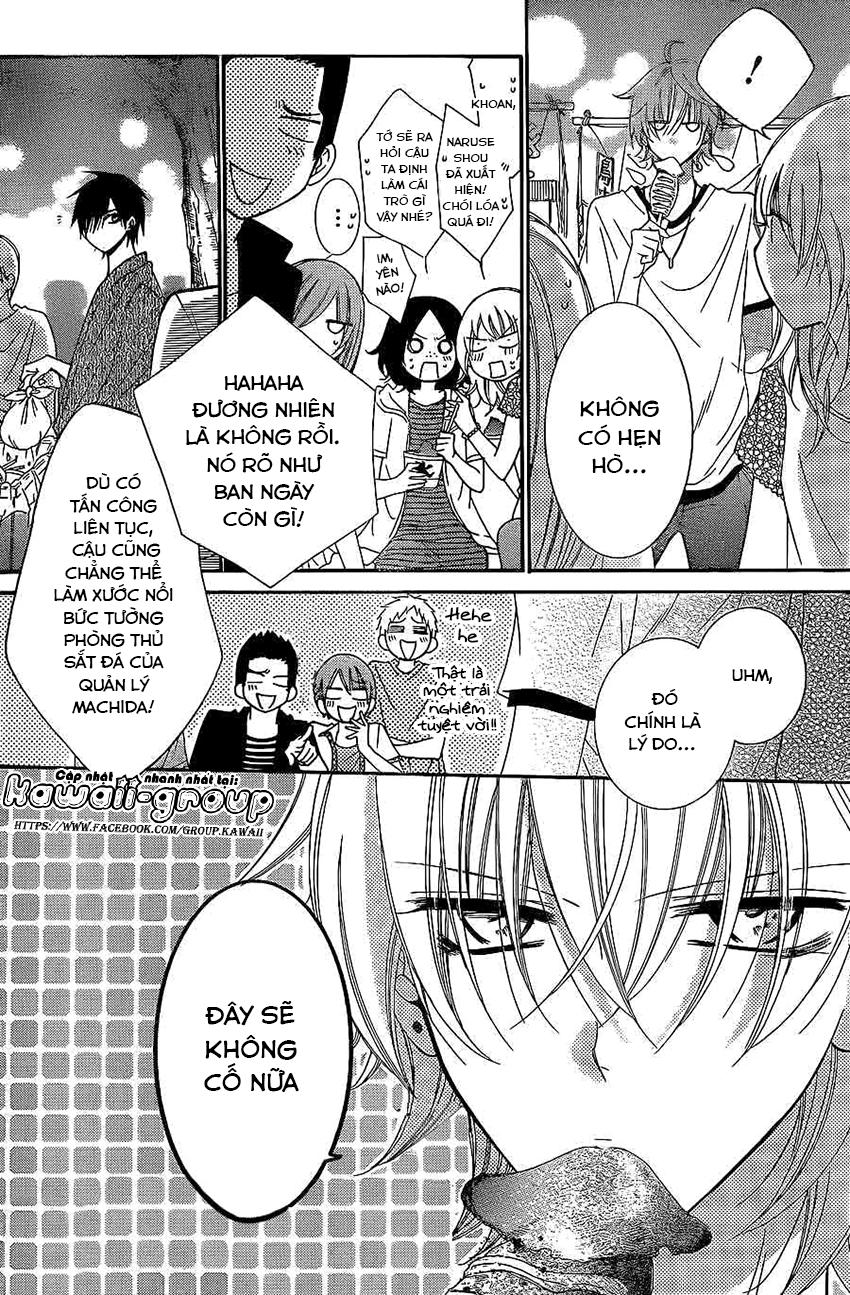 !
KHÔNG
CÓ HẸN
HÒ...
KHOAN,
NARUSE
SHOU
ĐÃ XUẤT
HIỆN!
CHÓI LÓA
QUÁ ĐI!
TỚ SẼ RA
HỎI CẬU
TA ĐỊNH
LÀM CÁI
TRÒ GÌ
VẬY NHÉ?
IM,
YÊN
NÀO!
...
HAHAHA
ĐƯƠNG NHIÊN
LÀ KHÔNG RỒI.
NÓ RÕ NHƯ
BAN NGÀY
CÒN GÌ!
DÙ CÓ
TẤN CÔNG
LIÊN TỤC,
CẬU CŨNG
CHẲNG THỂ
LÀM XƯỚC NỔI
BỨC TƯỜNG
PHÒNG THỦ
SẮT ĐÁ CỦA
QUẢN LÝ
MACHIDA!
UHM,
ĐÓ
CHÍNH LÀ
LÝ DO...
Hehe
he
Thật là
một trải
nghiệm
tuyệt vời!!
Cập nhật nhanh nhất tại:
kawaii-group
HTTPS://WWW.FACEBOOK.COM/GROUP.KAWAII
ĐÂY SẼ
KHÔNG
CỐ NỮA